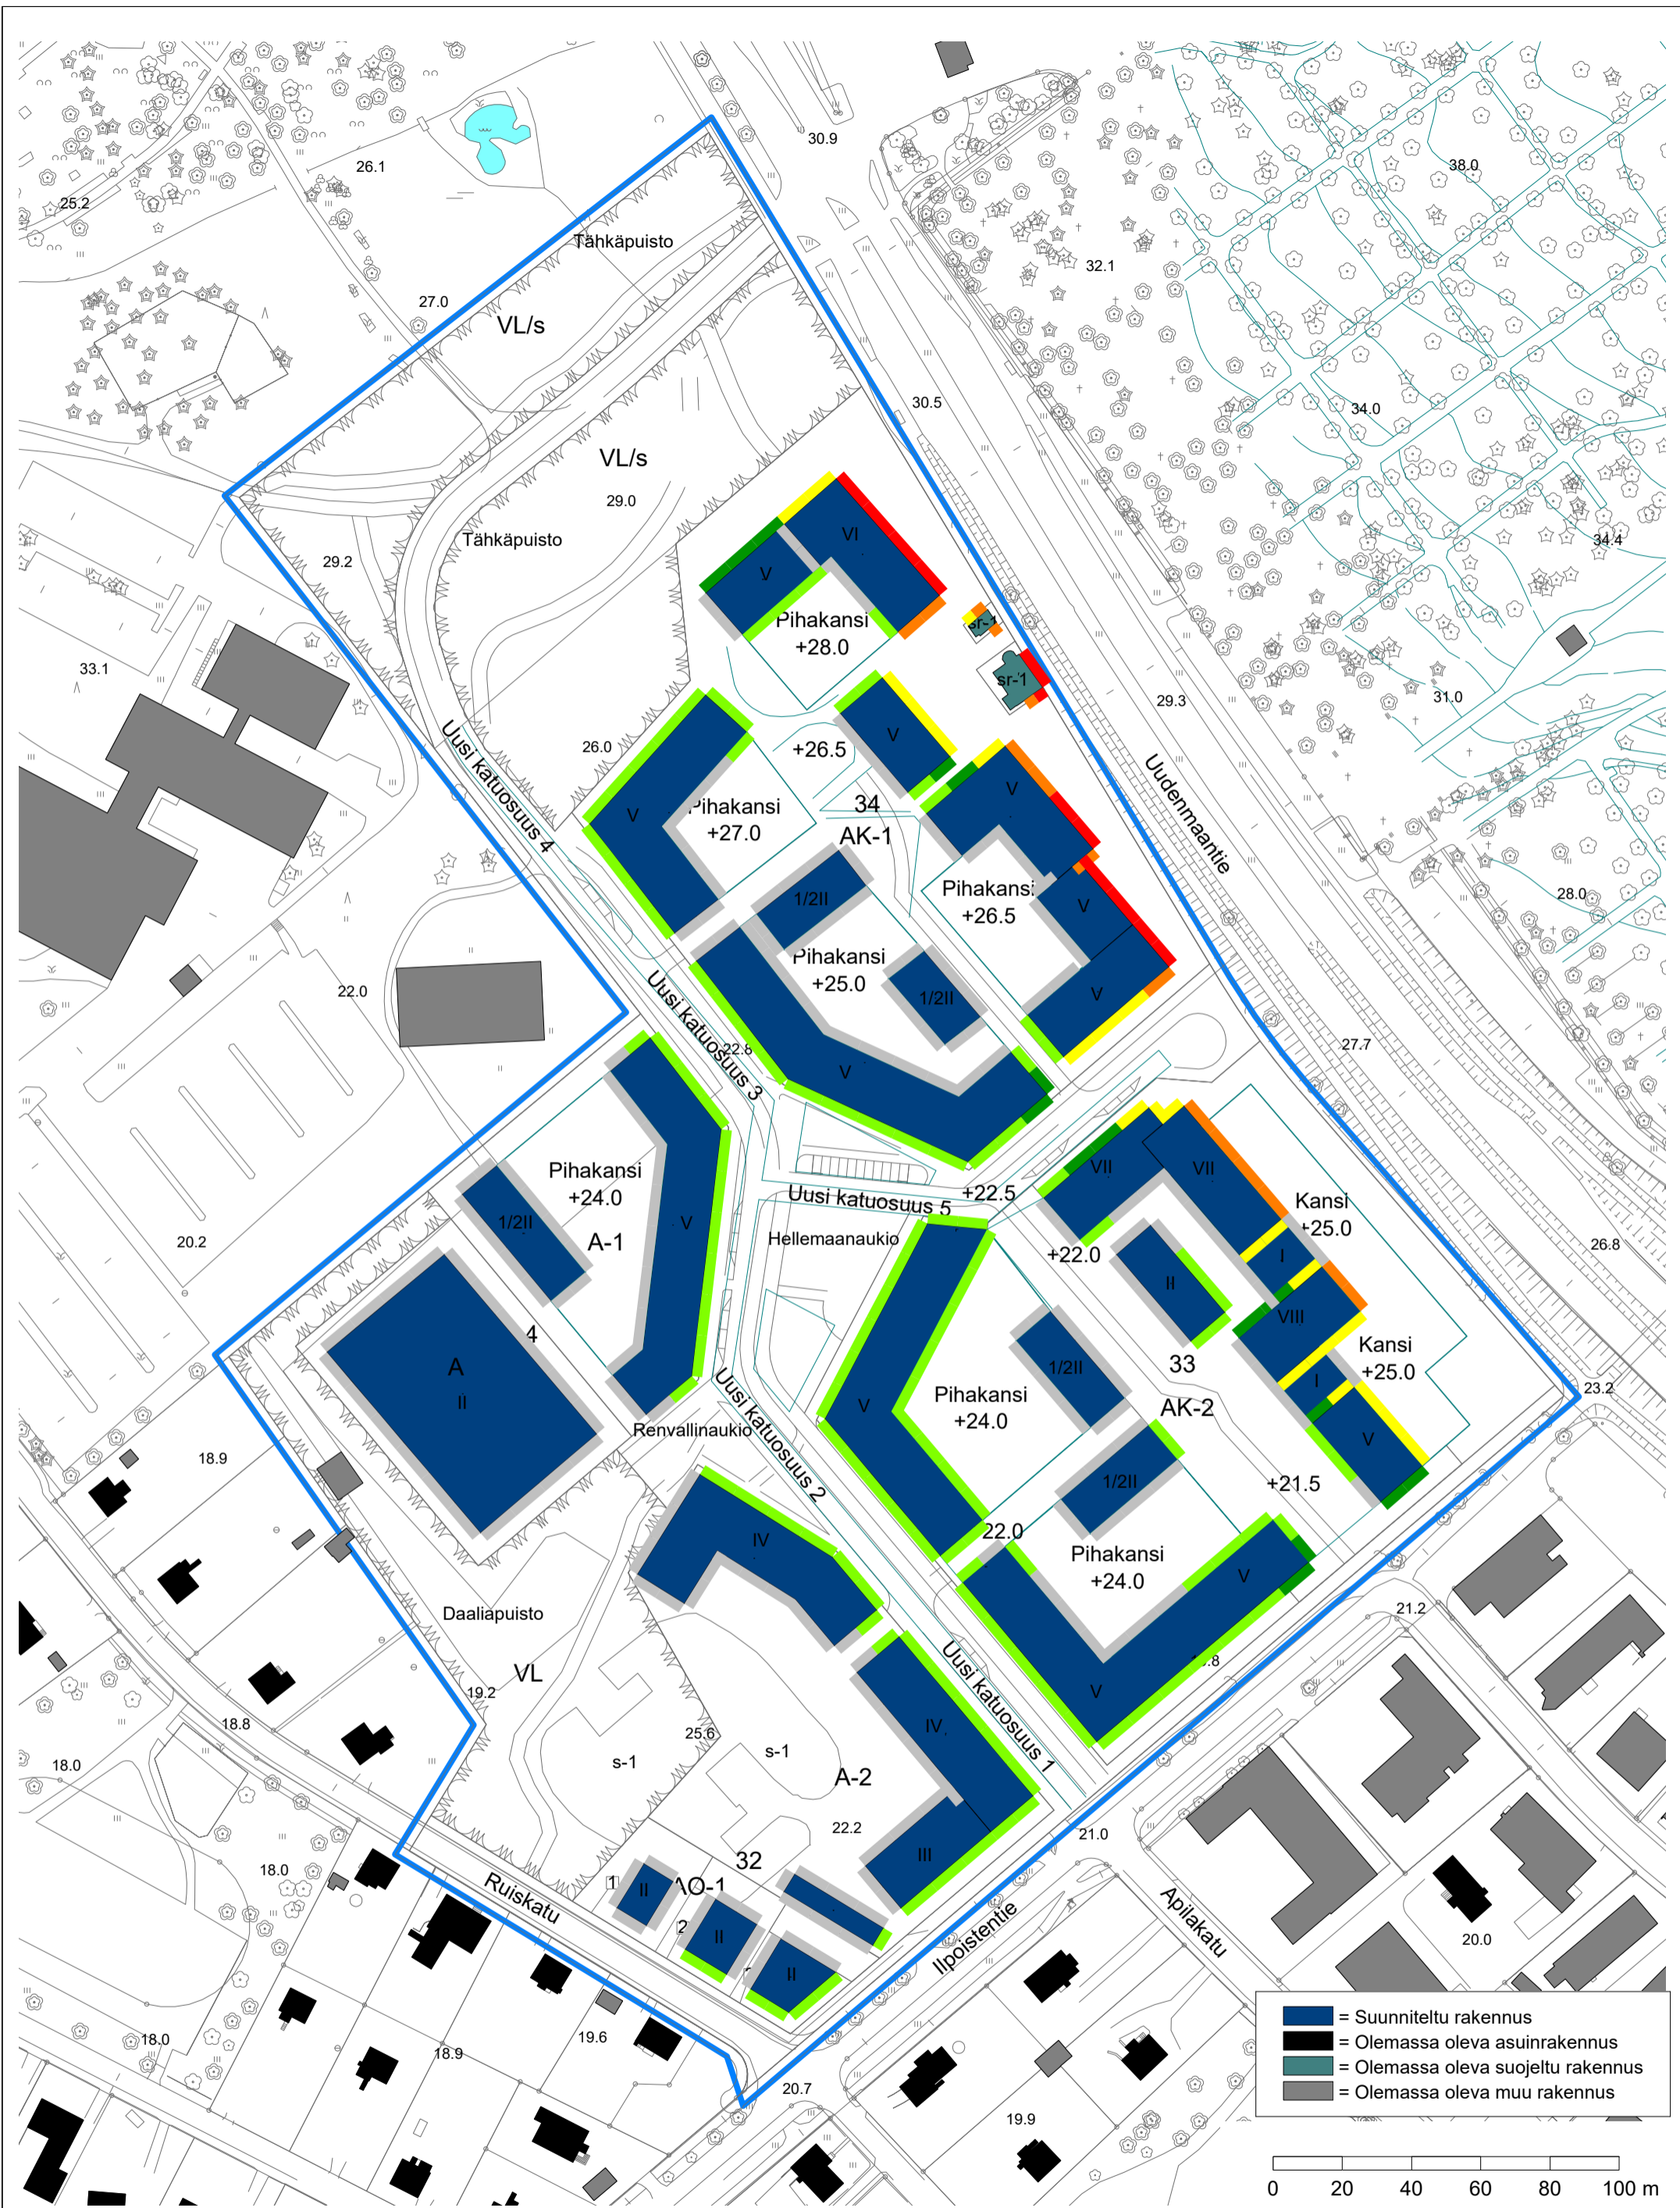 30.9
38.0
26.1
25.2
Tähkäpuisto
32.1
27.0
VL/s
30.5
34.0
VL/s
29.0
Tähkäpuisto
VI
34.4
29.2
V
Pihakansi
+28.0
sr-1
33.1
sr-1
29.3
31.0
Uusi katuosuus 4
26.0
+26.5
V
Uudenmaantie
V
V
Pihakansi
+27.0
34
AK-1
Pihakansi
+26.5
28.0
1/2II
V
Pihakansi
+25.0
22.0
1/2II
V
Uusi katuosuus 3
22.8
27.7
V
Pihakansi
+24.0
VII
VII
Uusi katuosuus 5
+22.5
Kansi
+25.0
1/2II
V
A-1
Hellemaanaukio
20.2
+22.0
26.8
I
II
VIII
4
33
Kansi
+25.0
A
II
1/2II
I
23.2
Uusi katuosuus 2
V
Pihakansi
+24.0
AK-2
Renvallinaukio
V
18.9
1/2II
+21.5
22.0
IV
Pihakansi
+24.0
V
Daaliapuisto
21.2
VL
.8
19.2
V
Uusi katuosuus 1
18.8
25.6
IV
18.0
s-1
s-1
A-2
22.2
21.0
III
32
18.0
1
II
AO-1
Ruiskatu
2
II
Ilpoistentie
Apilakatu
20.0
II
19.6
18.0
18.9
20.7
19.9
= Suunniteltu rakennus
= Olemassa oleva asuinrakennus
= Olemassa oleva suojeltu rakennus
= Olemassa oleva muu rakennus
0 20 40 60 80 100 m